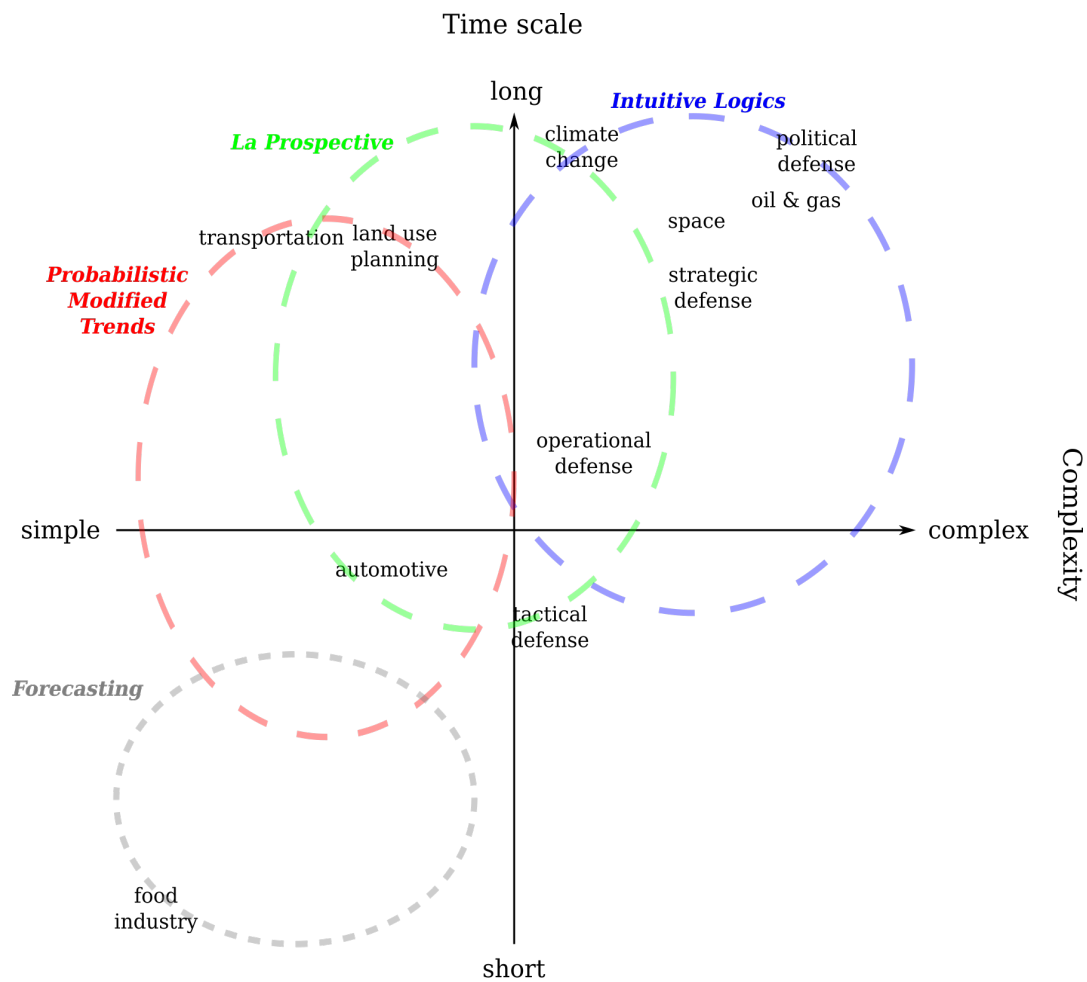 Time scale
long
Intuitive Logics
La Prospective
climate
change
political
defense
oil & gas
space
transportation
land use
planning
Probabilistic
Modified
Trends
strategic
defense
operational
defense
simple
complex
Complexity
automotive
tactical
defense
Forecasting
food
industry
short